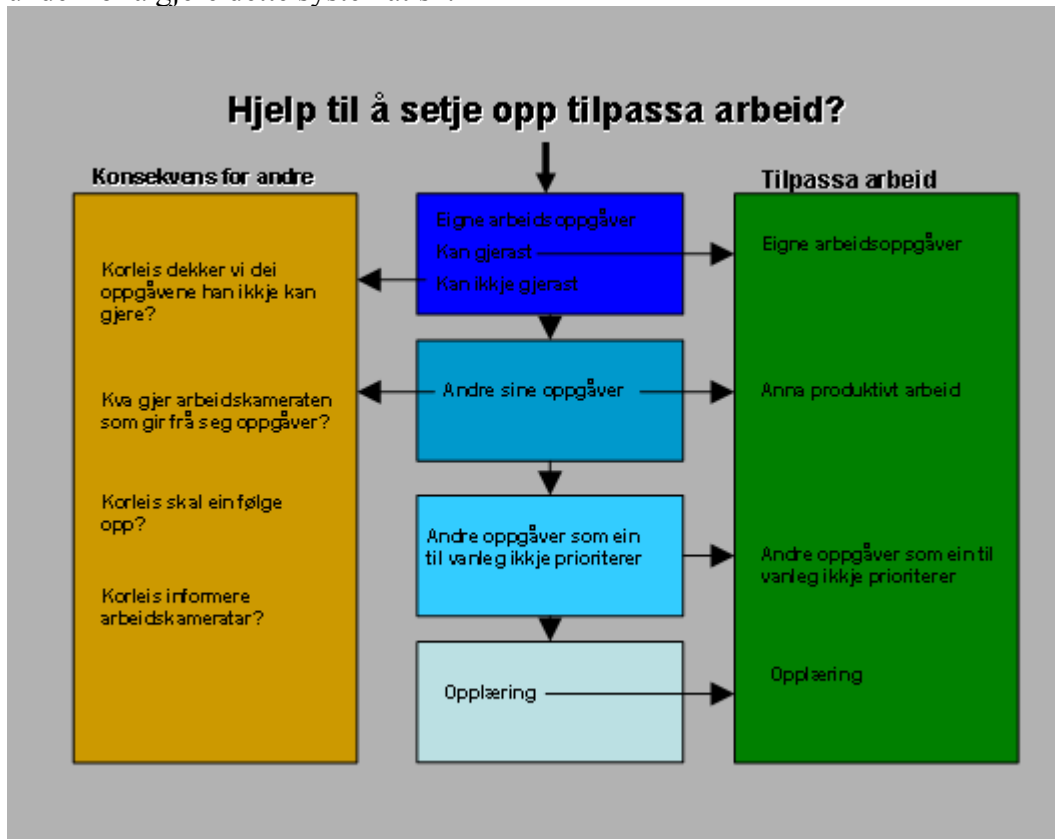 Hjelp til å setje opp tilpassa arbeid?
Konsekvens for andre
Korleis dekker vi dei
oppgåvene han ikkje kan
gjere?
Kva gjer arbeidskameraten
som gir frå seg oppgåver?
Korleis skal ein følge
opp?
Korleis informere
arbeidskameratar?
Eigne arbeidsoppgåver
Kan gjerast
Kan ikkje gjerast
Andre sine oppgåver
Andre oppgåver som ein
til vanleg ikkje prioriterer
Opplæring
Tilpassa arbeid
Eigne arbeidsoppgåver
Anna produktivt arbeid
Andre oppgåver som ein til
vanleg ikkje prioriterer
Opplæring